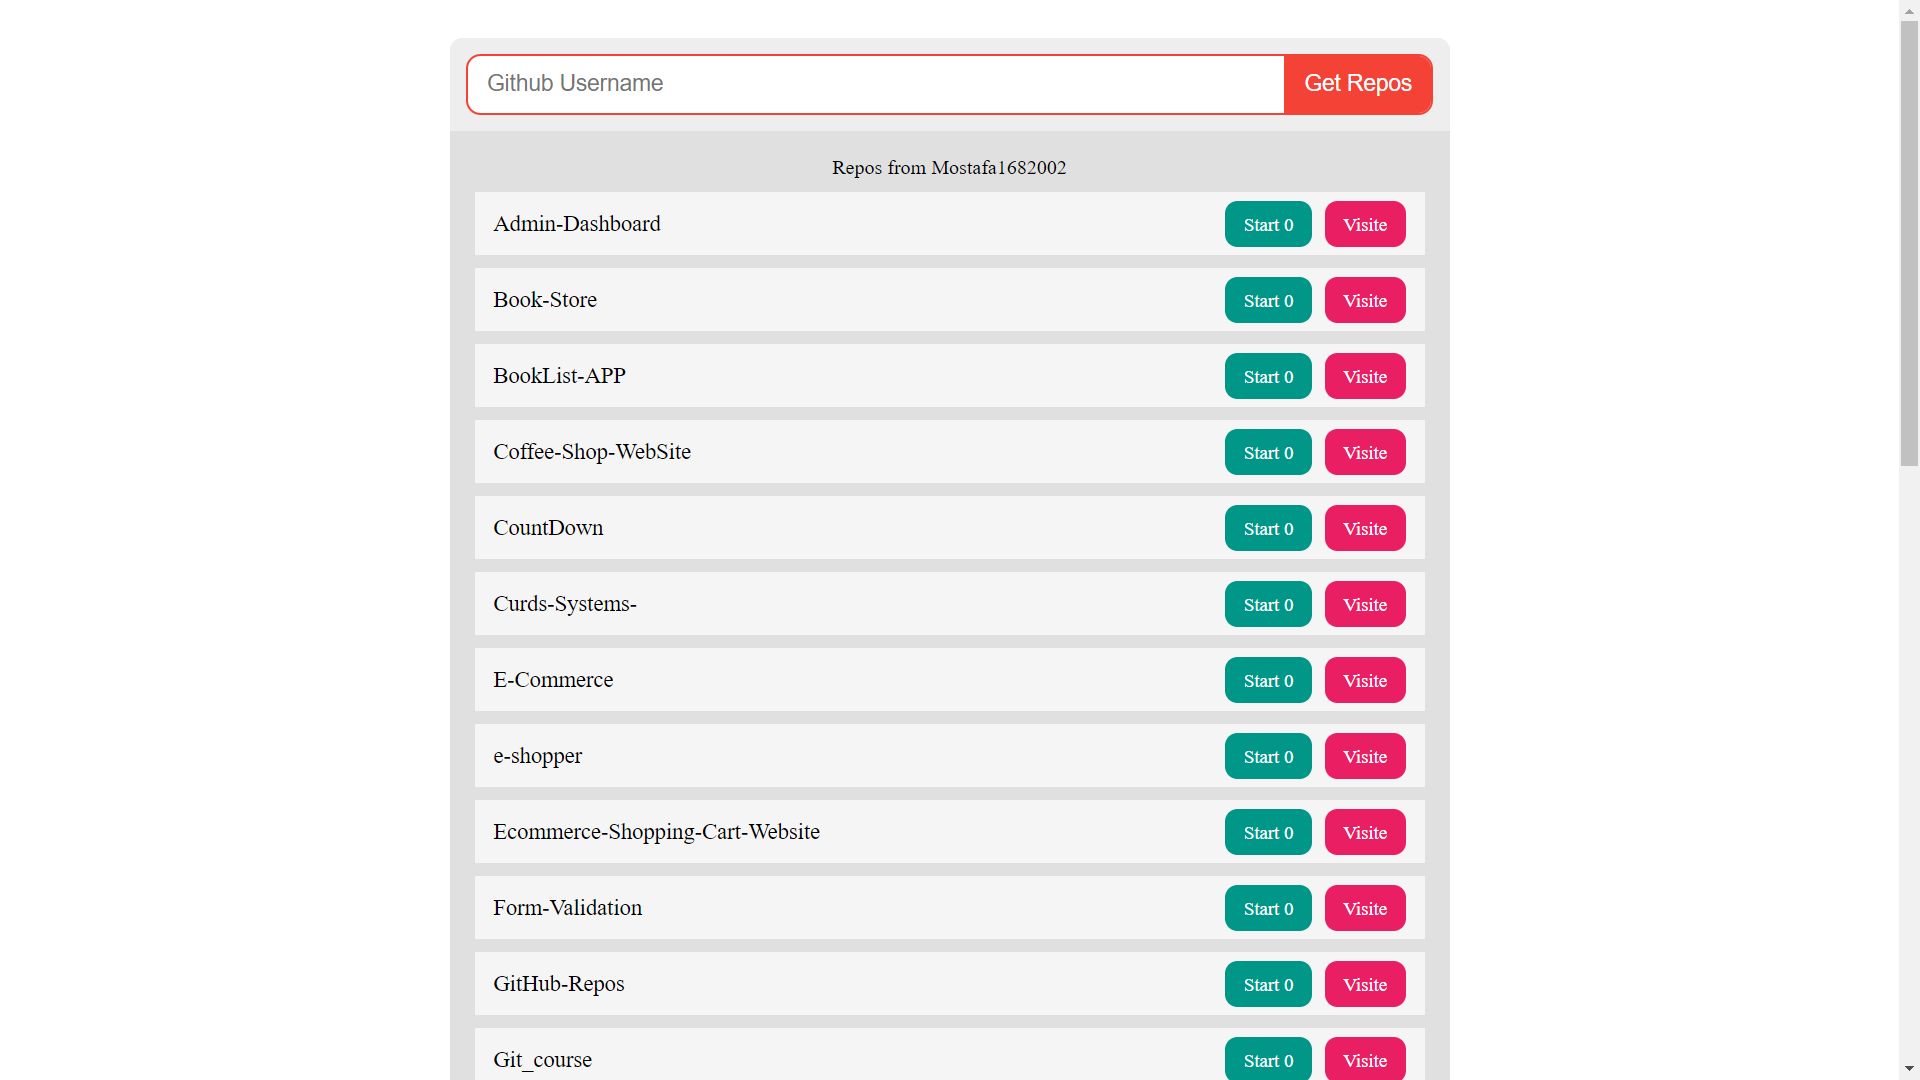 Github Username Get Repos
Repos from Mostafa1682002
Admin-Dashboard Start 0 Visite
Book-Store Start 0 Visite
BookList-APP Start 0 Visite
Coffee-Shop-WebSite Start 0 Visite
CountDown Start 0 Visite
Curds-Systems- Start 0 Visite
E-Commerce Start 0 Visite
e-shopper Start 0 Visite
Ecommerce-Shopping-Cart-Website Start 0 Visite
Form-Validation Start 0 Visite
GitHub-Repos Start 0 Visite
Git_course Start 0 Visite